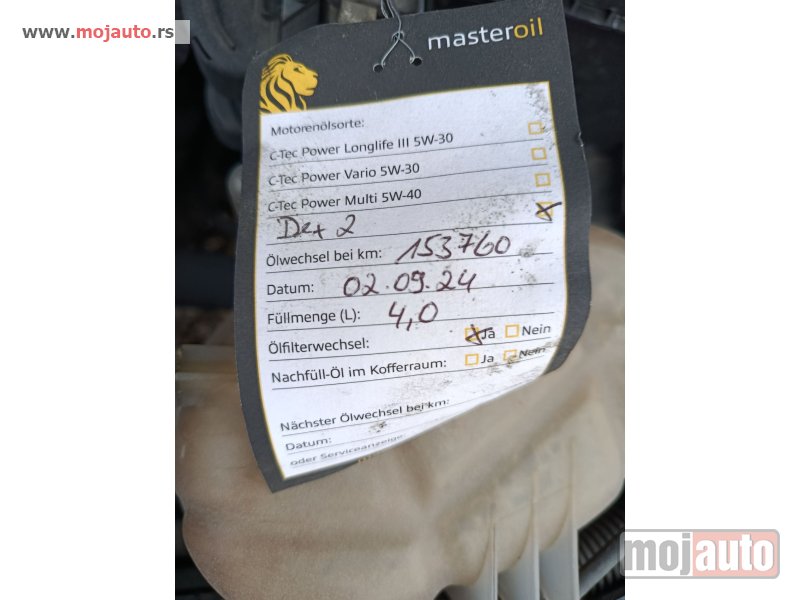 www.mojauto.rs
masteroil
Motorenölsorte:
C-Tec Power Longlife III 5W-30
C-Tec Power Vario 5W-30
C-Tec Power Multi 5W-40
Dex 2
Ölwechsel bei km: 153760
Datum: 02.09.24
Füllmenge (L): 4,0
Ölfilterwechsel: Ja Nein
Nachfüll-Öl im Kofferraum: Ja Nein
Nächster Ölwechsel bei km:
Datum:
oder Serviceanzeige
mojauto